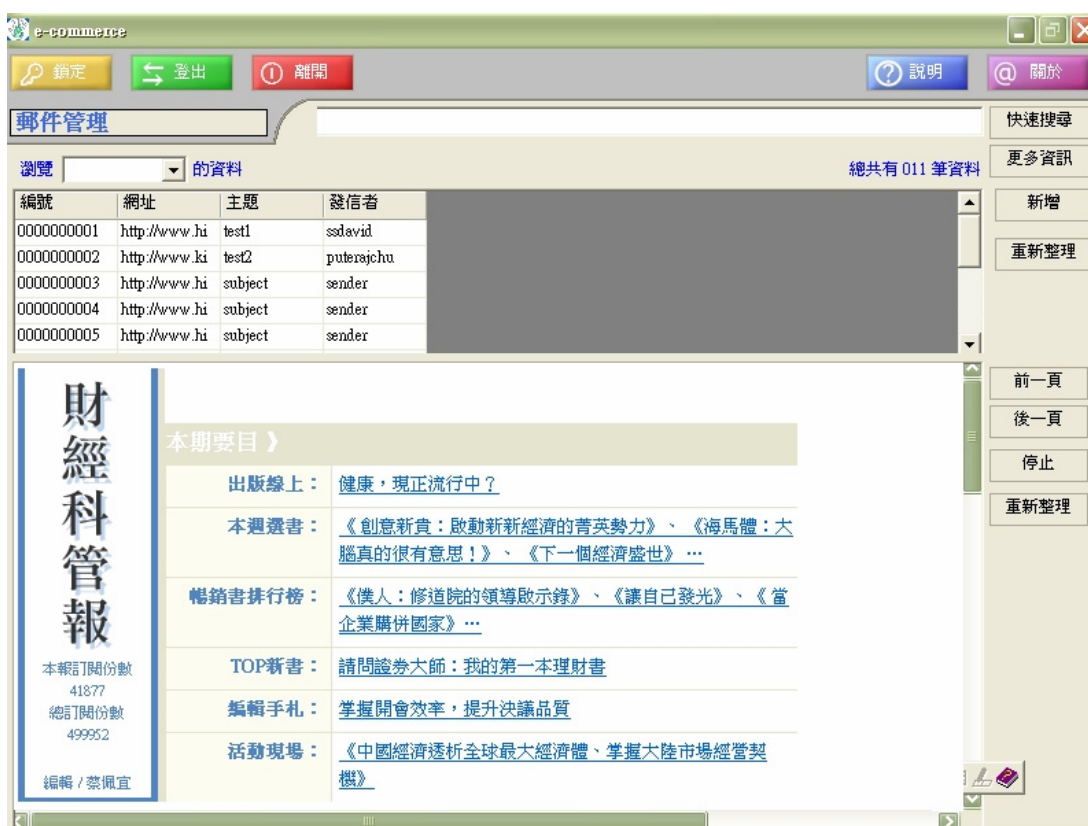 e-commerce
鎖定 登出 離開 說明 @ 關於
郵件管理 快速搜尋
瀏覽 的資料 總共有 011 筆資料 更多資訊
編號 網址 主題 發信者 新增
0000000001 http://www.hi test1 ssdavid
0000000002 http://www.ki test2 puterajchu 重新整理
0000000003 http://www.hi subject sender
0000000004 http://www.hi subject sender
0000000005 http://www.hi subject sender
財經科管報
本報訂閱份數
41877
總訂閱份數
499952
編輯 / 蔡佩宜
本期要目 》
出版線上： 健康，現正流行中？
本週選書： 《創意新貴：啟動新新經濟的菁英勢力》、《海馬體：大
腦真的很有意思！》、《下一個經濟盛世》…
暢銷書排行榜： 《僕人：修道院的領導啟示錄》、《讓自己發光》、《當
企業購併國家》…
TOP新書： 請問證券大師：我的第一本理財書
編輯手札： 掌握開會效率，提升決議品質
活動現場： 《中國經濟透析全球最大經濟體、掌握大陸市場經營契
機》
前一頁
後一頁
停止
重新整理